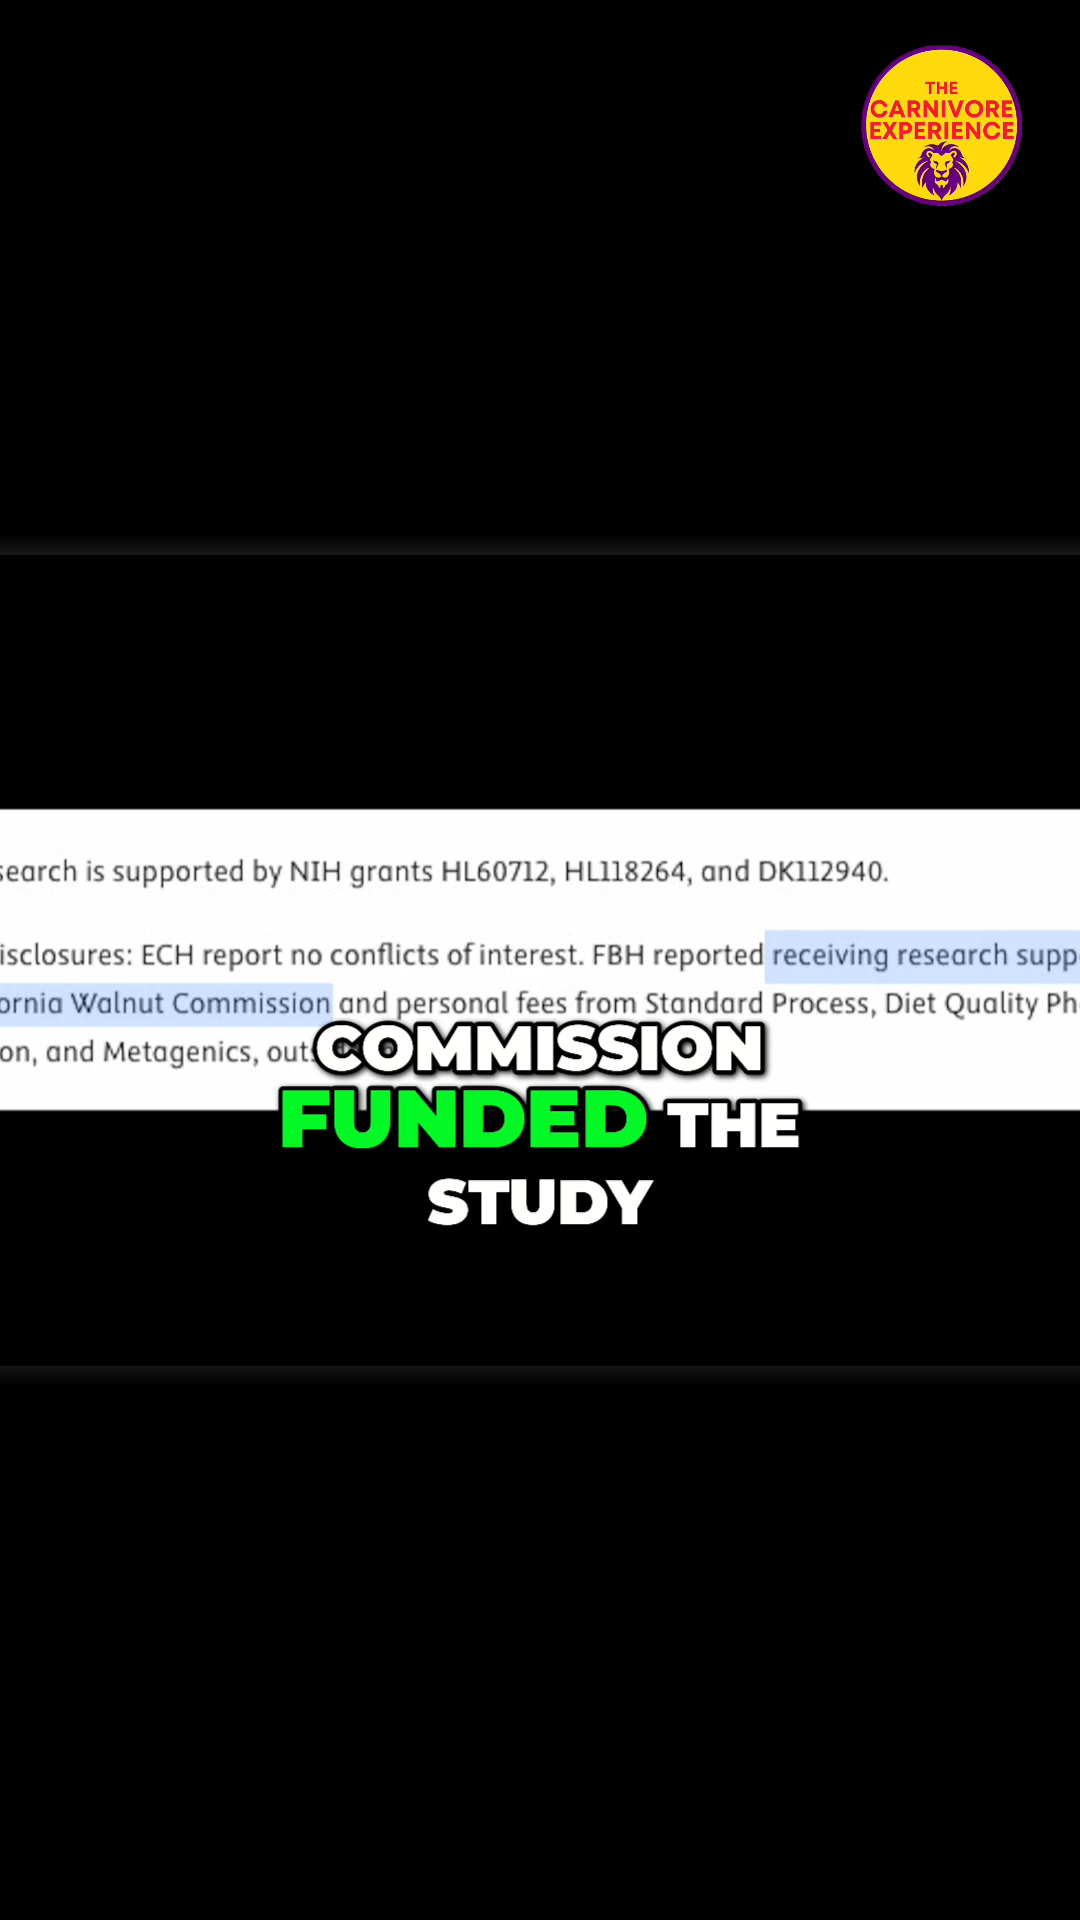 THE
CARNIVORE
EXPERIENCE
search is supported by NIH grants HL60712, HL118264, and DK112940.
isclosures: ECH report no conflicts of interest. FBH reported receiving research supp
ornia Walnut Commission and personal fees from Standard Process, Diet Quality Ph
on, and Metagenics, out
COMMISSION
FUNDED THE
STUDY